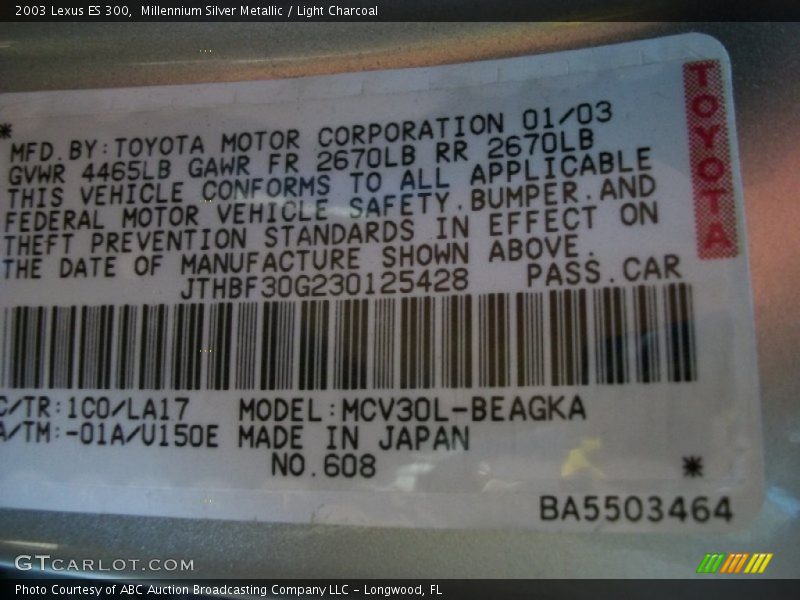 2003 Lexus ES 300, Millennium Silver Metallic / Light Charcoal
MFD.BY:TOYOTA MOTOR CORPORATION 01/03
GVWR 4465LB GAWR FR 2670LB RR 2670LB
THIS VEHICLE CONFORMS TO ALL APPLICABLE
FEDERAL MOTOR VEHICLE SAFETY,BUMPER,AND
THEFT PREVENTION STANDARDS IN EFFECT ON
THE DATE OF MANUFACTURE SHOWN ABOVE.
JTHBF30G230125428 PASS.CAR
TOYOTA
C/TR:1C0/LA17 MODEL:MCV30L-BEAGKA
A/TM:-01A/U150E MADE IN JAPAN
NO.608
BA5503464
GTCARLOT.COM
Photo Courtesy of ABC Auction Broadcasting Company LLC - Longwood, FL